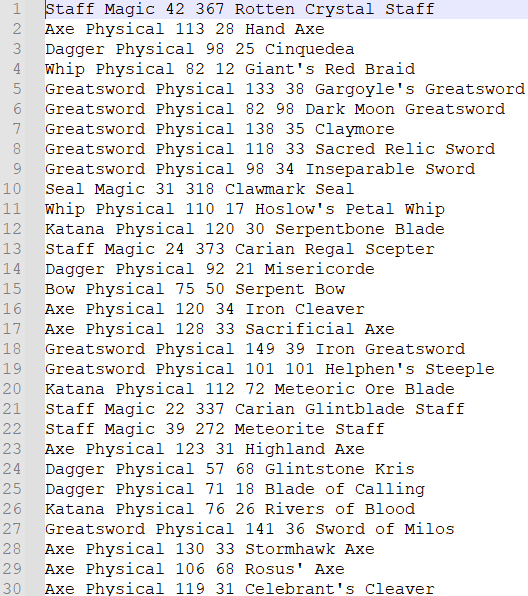 1 Staff Magic 42 367 Rotten Crystal Staff
2 Axe Physical 113 28 Hand Axe
3 Dagger Physical 98 25 Cinquedea
4 Whip Physical 82 12 Giant's Red Braid
5 Greatsword Physical 133 38 Gargoyle's Greatsword
6 Greatsword Physical 82 98 Dark Moon Greatsword
7 Greatsword Physical 138 35 Claymore
8 Greatsword Physical 118 33 Sacred Relic Sword
9 Greatsword Physical 98 34 Inseparable Sword
10 Seal Magic 31 318 Clawmark Seal
11 Whip Physical 110 17 Hoslow's Petal Whip
12 Katana Physical 120 30 Serpentbone Blade
13 Staff Magic 24 373 Carian Regal Scepter
14 Dagger Physical 92 21 Misericorde
15 Bow Physical 75 50 Serpent Bow
16 Axe Physical 120 34 Iron Cleaver
17 Axe Physical 128 33 Sacrificial Axe
18 Greatsword Physical 149 39 Iron Greatsword
19 Greatsword Physical 101 101 Helphen's Steeple
20 Katana Physical 112 72 Meteoric Ore Blade
21 Staff Magic 22 337 Carian Glintblade Staff
22 Staff Magic 39 272 Meteorite Staff
23 Axe Physical 123 31 Highland Axe
24 Dagger Physical 57 68 Glintstone Kris
25 Dagger Physical 71 18 Blade of Calling
26 Katana Physical 76 26 Rivers of Blood
27 Greatsword Physical 141 36 Sword of Milos
28 Axe Physical 130 33 Stormhawk Axe
29 Axe Physical 106 68 Rosus' Axe
30 Axe Physical 119 31 Celebrant's Cleaver